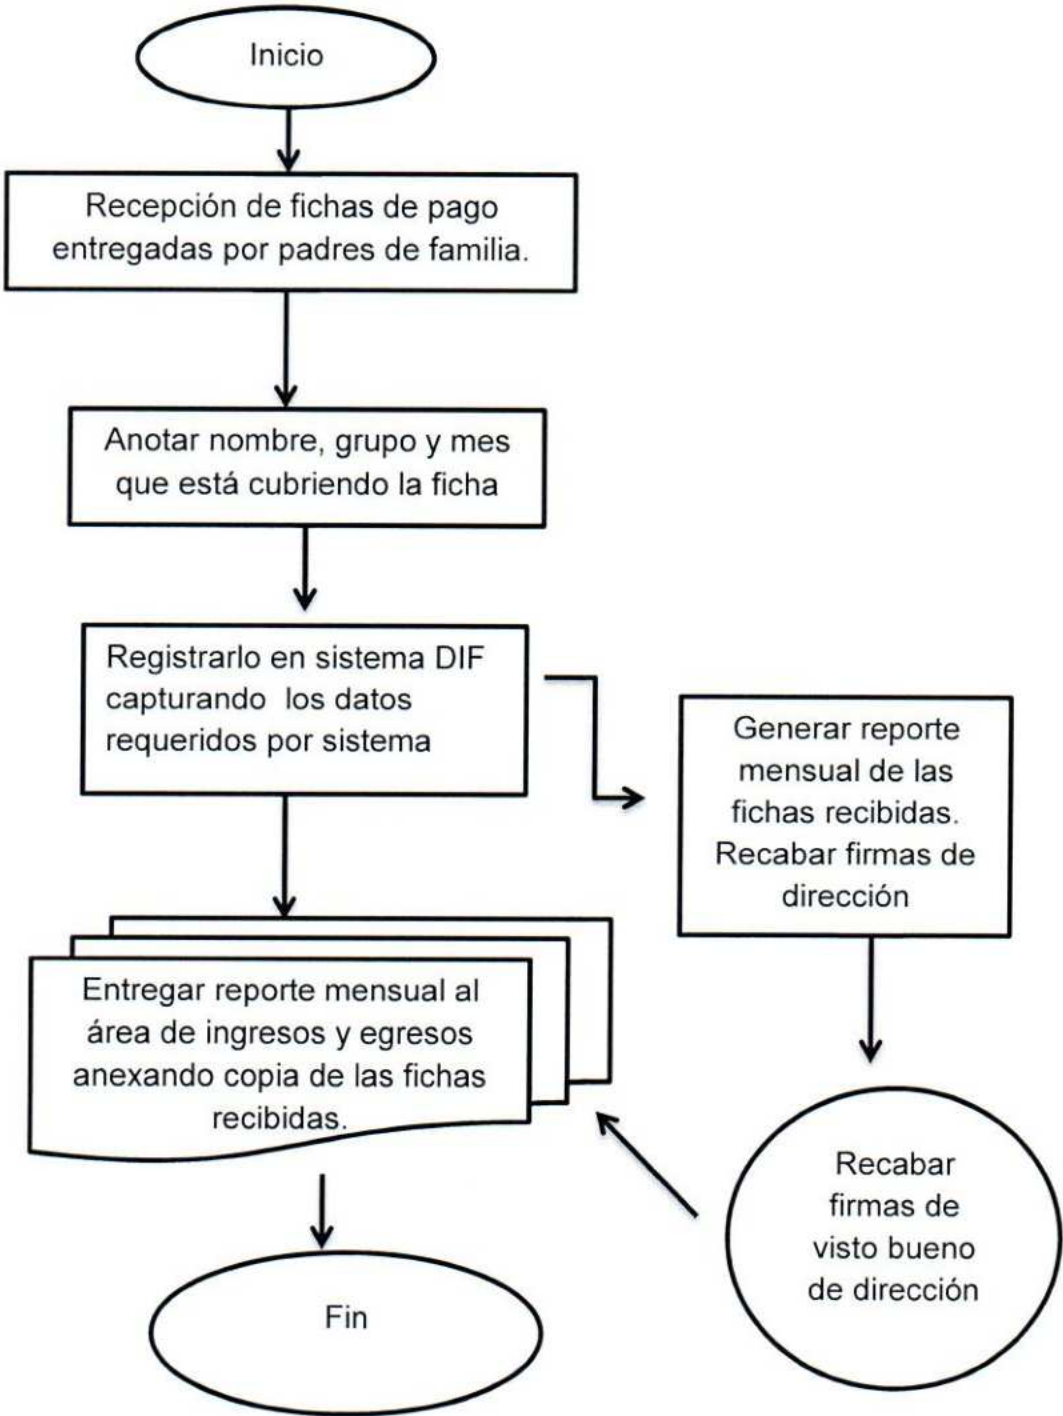 Inicio
Recepción de fichas de pago
entregadas por padres de familia.
Anotar nombre, grupo y mes
que está cubriendo la ficha
Registrarlo en sistema DIF
capturando los datos
requeridos por sistema
Generar reporte
mensual de las
fichas recibidas.
Recabar firmas de
dirección
Entregar reporte mensual al
área de ingresos y egresos
anexando copia de las fichas
recibidas.
Recabar
firmas de
visto bueno
de dirección
Fin